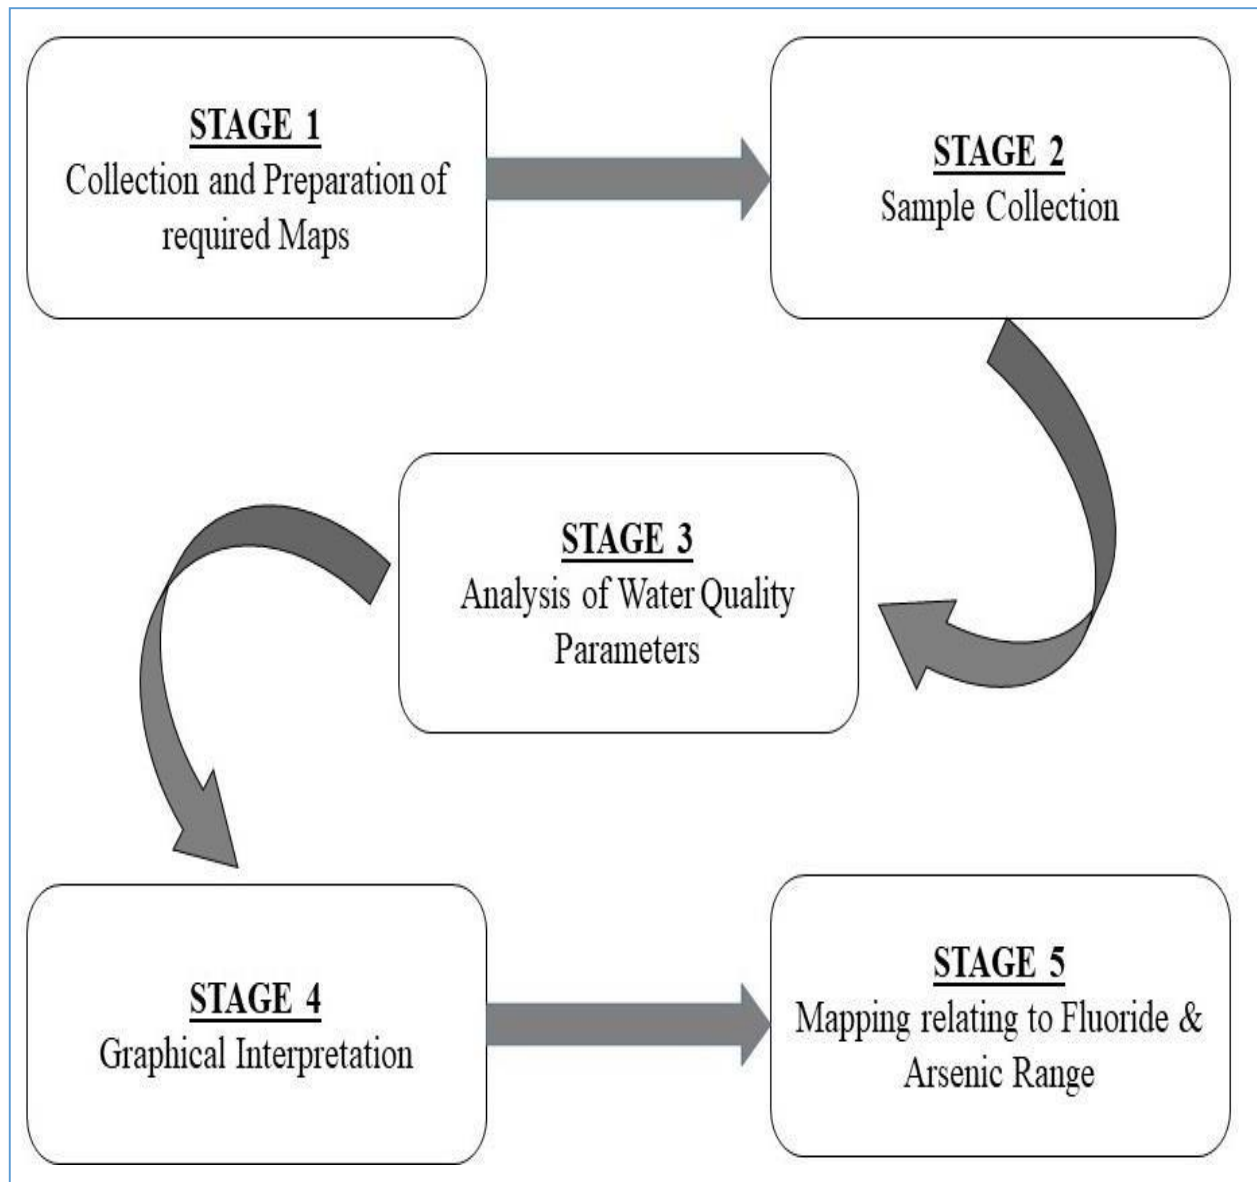 STAGE 1
Collection and Preparation of
required Maps
STAGE 2
Sample Collection
STAGE 3
Analysis of Water Quality
Parameters
STAGE 4
Graphical Interpretation
STAGE 5
Mapping relating to Fluoride &
Arsenic Range